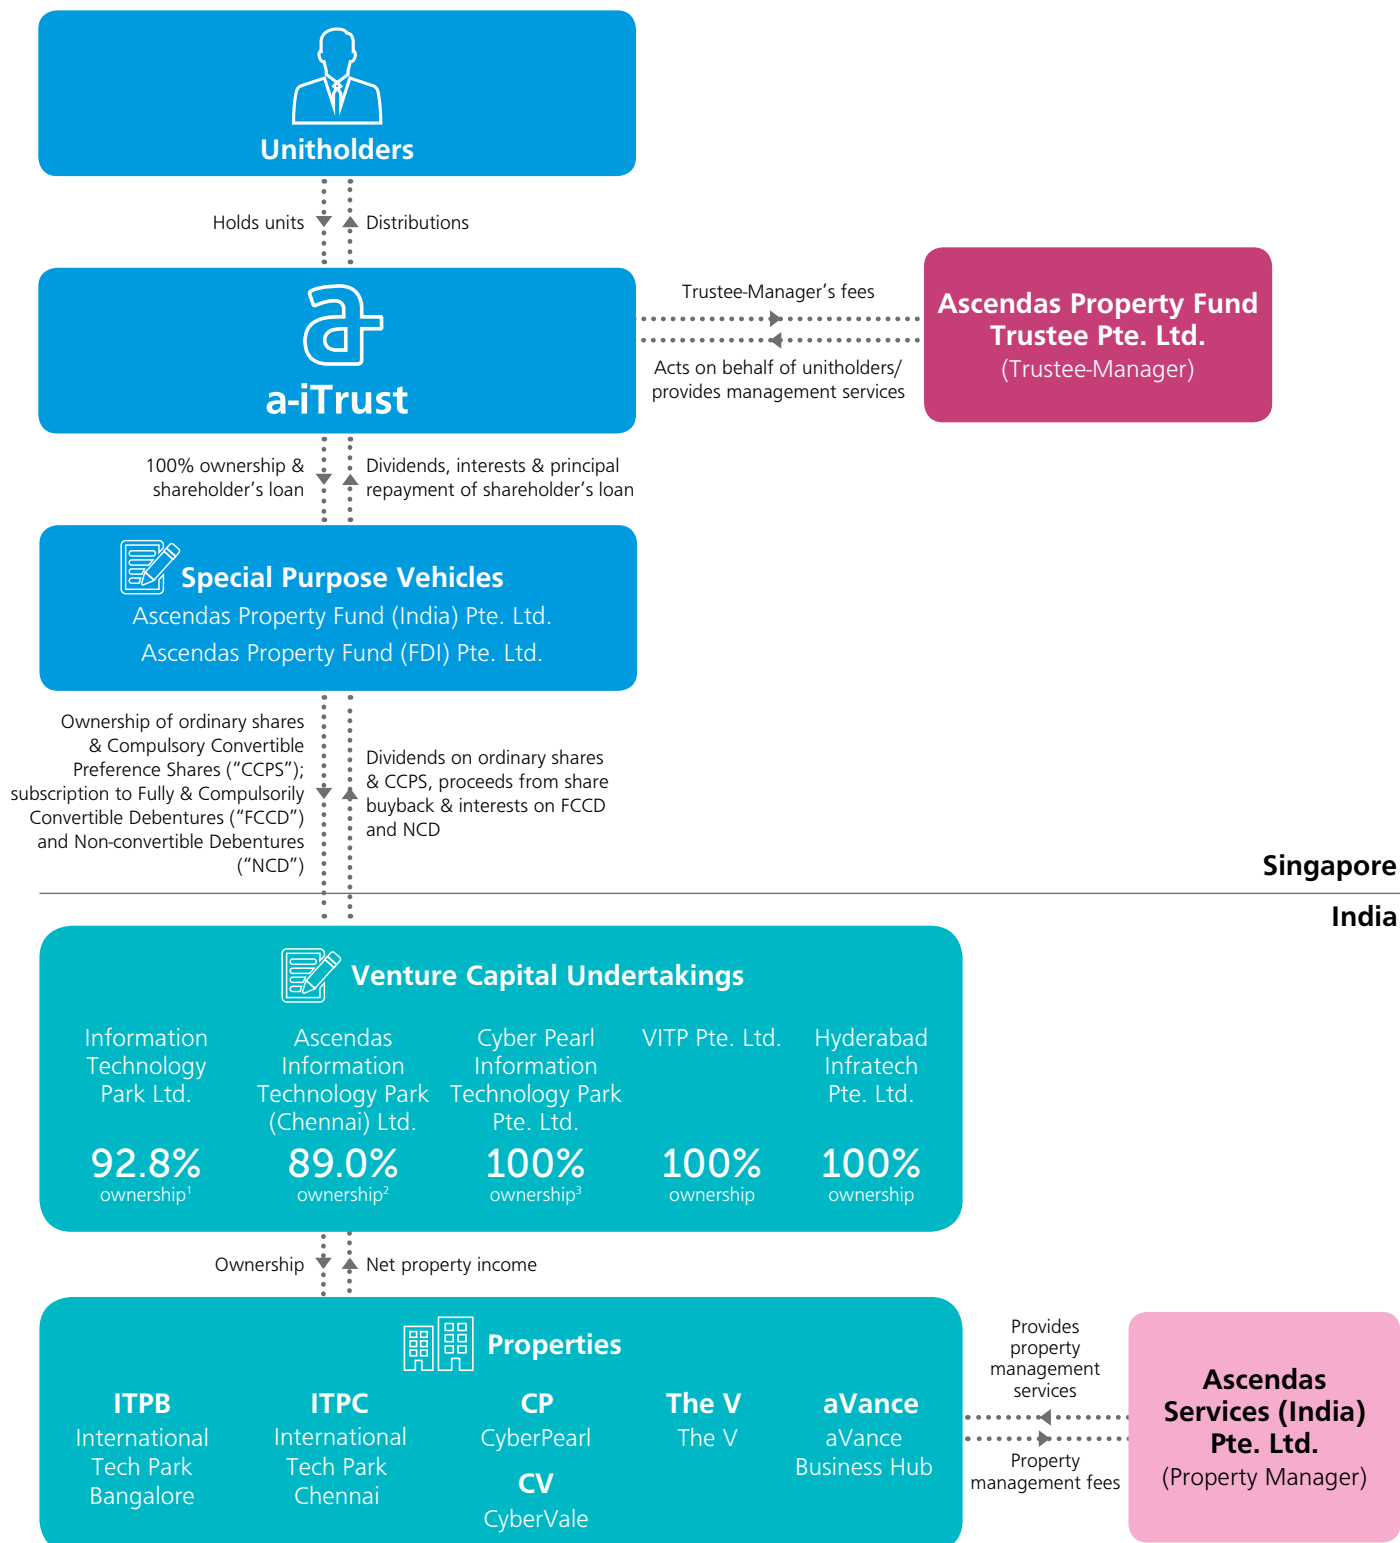 Unitholders
Holds units
Distributions
a-iTrust
Trustee-Manager’s fees
Acts on behalf of unitholders/
provides management services
Ascendas Property Fund
Trustee Pte. Ltd.
(Trustee-Manager)
100% ownership &
shareholder’s loan
Dividends, interests & principal
repayment of shareholder’s loan
Special Purpose Vehicles
Ascendas Property Fund (India) Pte. Ltd.
Ascendas Property Fund (FDI) Pte. Ltd.
Ownership of ordinary shares
& Compulsory Convertible
Preference Shares (“CCPS”);
subscription to Fully & Compulsorily
Convertible Debentures (“FCCD”)
and Non-convertible Debentures
(“NCD”)
Dividends on ordinary shares
& CCPS, proceeds from share
buyback & interests on FCCD
and NCD
Singapore
India
Venture Capital Undertakings
Information
Technology
Park Ltd.
92.8%
ownership¹
Ascendas
Information
Technology Park
(Chennai) Ltd.
89.0%
ownership²
Cyber Pearl
Information
Technology Park
Pte. Ltd.
100%
ownership³
VITP Pte. Ltd.
100%
ownership
Hyderabad
Infratech
Pte. Ltd.
100%
ownership
Ownership
Net property income
Properties
ITPB
International
Tech Park
Bangalore
ITPC
International
Tech Park
Chennai
CP
CyberPearl
CV
CyberVale
The V
The V
aVance
aVance
Business Hub
Provides
property
management
services
Property
management fees
Ascendas
Services (India)
Pte. Ltd.
(Property Manager)